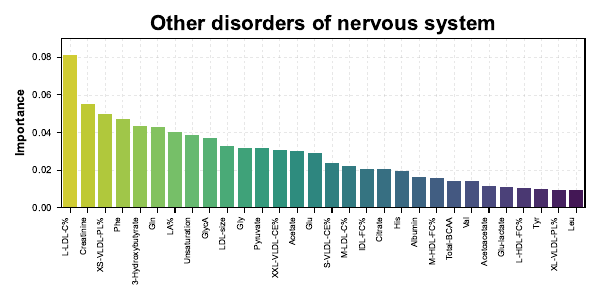 Other disorders of nervous system
Importance
0.08
0.06
0.04
0.02
0.00
L-LDL-C%
Creatinine
XS-VLDL-PL%
Phe
3-Hydroxybutyrate
Gln
LA%
Unsaturation
GlycA
LDL-size
Gly
Pyruvate
XXL-VLDL-CE%
Acetate
Glu
S-VLDL-CE%
M-LDL-C%
IDL-FC%
Citrate
His
Albumin
M-HDL-FC%
Total-BCAA
Val
Acetoacetate
Glu-lactate
L-HDL-FC%
Tyr
XL-VLDL-PL%
Leu